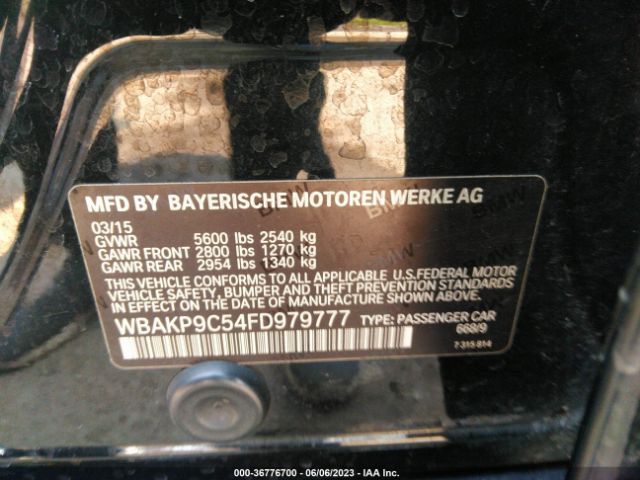 MFD BY BAYERISCHE MOTOREN WERKE AG
03/15
GVWR 5600 lbs 2540 kg
GAWR FRONT 2800 lbs 1270 kg
GAWR REAR 2954 lbs 1340 kg
THIS VEHICLE CONFORMS TO ALL APPLICABLE U.S.FEDERAL MOTOR
VEHICLE SAFETY, BUMPER AND THEFT PREVENTION STANDARDS
IN EFFECT ON THE DATE OF MANUFACTURE SHOWN ABOVE.
WBAKP9C54FD979777 TYPE: PASSENGER CAR
668/9
7 315 814
000-36776700 - 06/06/2023 - IAA Inc.